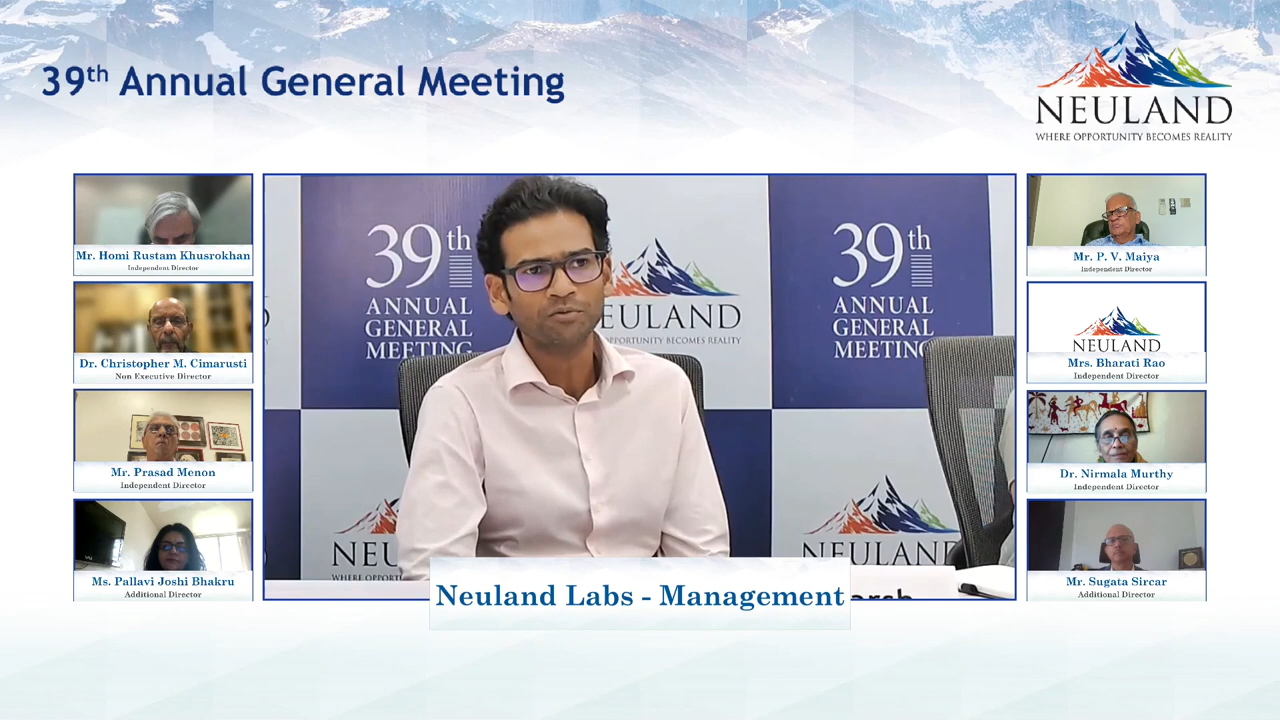 39th Annual General Meeting
NEULAND
WHERE OPPORTUNITY BECOMES REALITY
Mr. Homi Rustam Khusrokhan
Independent Director
Dr. Christopher M. Cimarusti
Non Executive Director
Mr. Prasad Menon
Independent Director
Ms. Pallavi Joshi Bhakru
Additional Director
39th
ANNUAL
GENERAL
MEETING
EULAND
OPPORTUNITY BECOMES REALITY
39th
ANNUAL
GENERAL
MEETING
NEU
WHERE OPPORT
NEULAND
Neuland Labs - Management
Mr. P. V. Maiya
Independent Director
NEULAND
Mrs. Bharati Rao
Independent Director
Dr. Nirmala Murthy
Independent Director
Mr. Sugata Sircar
Additional Director